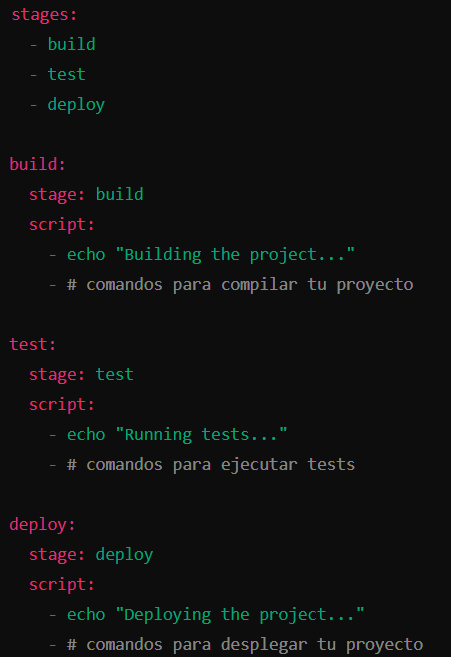 stages:
- build
- test
- deploy
build:
stage: build
script:
- echo "Building the project..."
- # comandos para compilar tu proyecto
test:
stage: test
script:
- echo "Running tests..."
- # comandos para ejecutar tests
deploy:
stage: deploy
script:
- echo "Deploying the project..."
- # comandos para desplegar tu proyecto